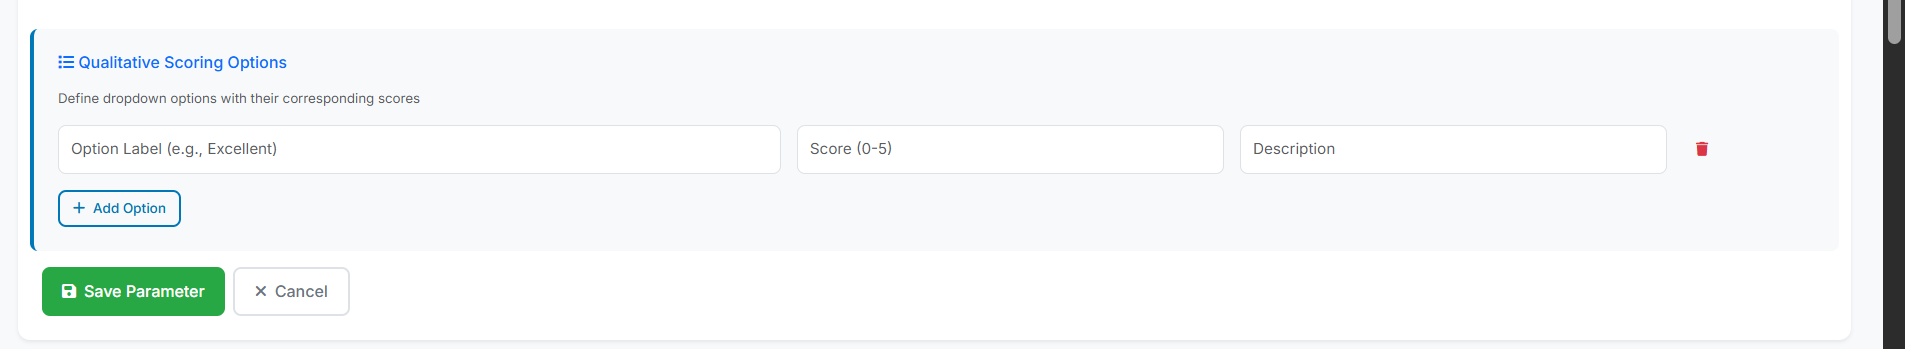 Qualitative Scoring Options
Define dropdown options with their corresponding scores
Option Label (e.g., Excellent) Score (0-5) Description
Add Option
Save Parameter Cancel